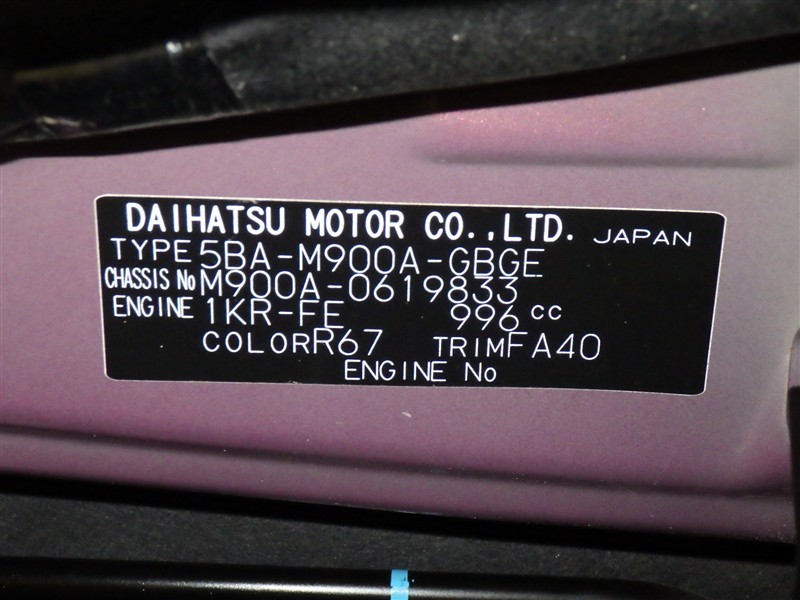 DAIHATSU MOTOR CO.,LTD. JAPAN
TYPE 5BA-M900A-GBGE
CHASSIS No M900A-0619833
ENGINE 1KR-FE 996 cc
COLOR R67 TRIM FA40
ENGINE No